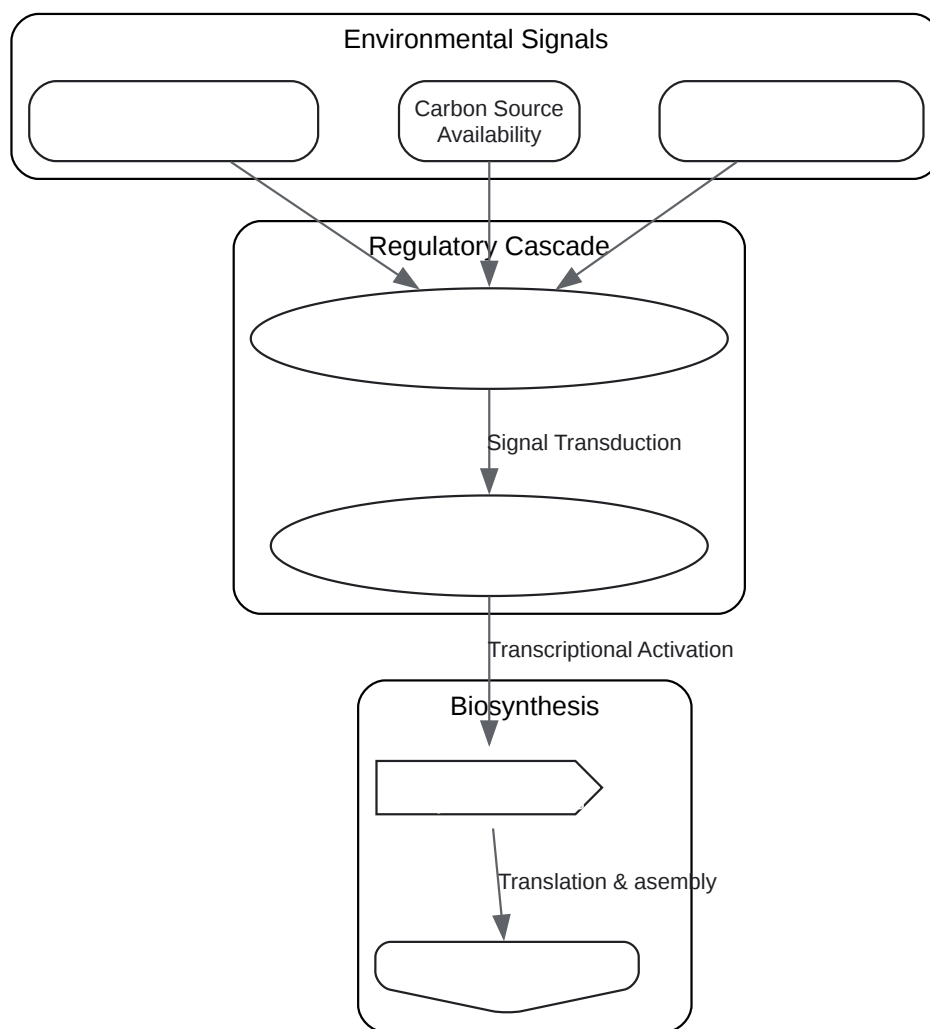 Environmental Signals
Carbon Source
Availability
Regulatory Cascade
Signal Transduction
Transcriptional Activation
Biosynthesis
Translation & asembly